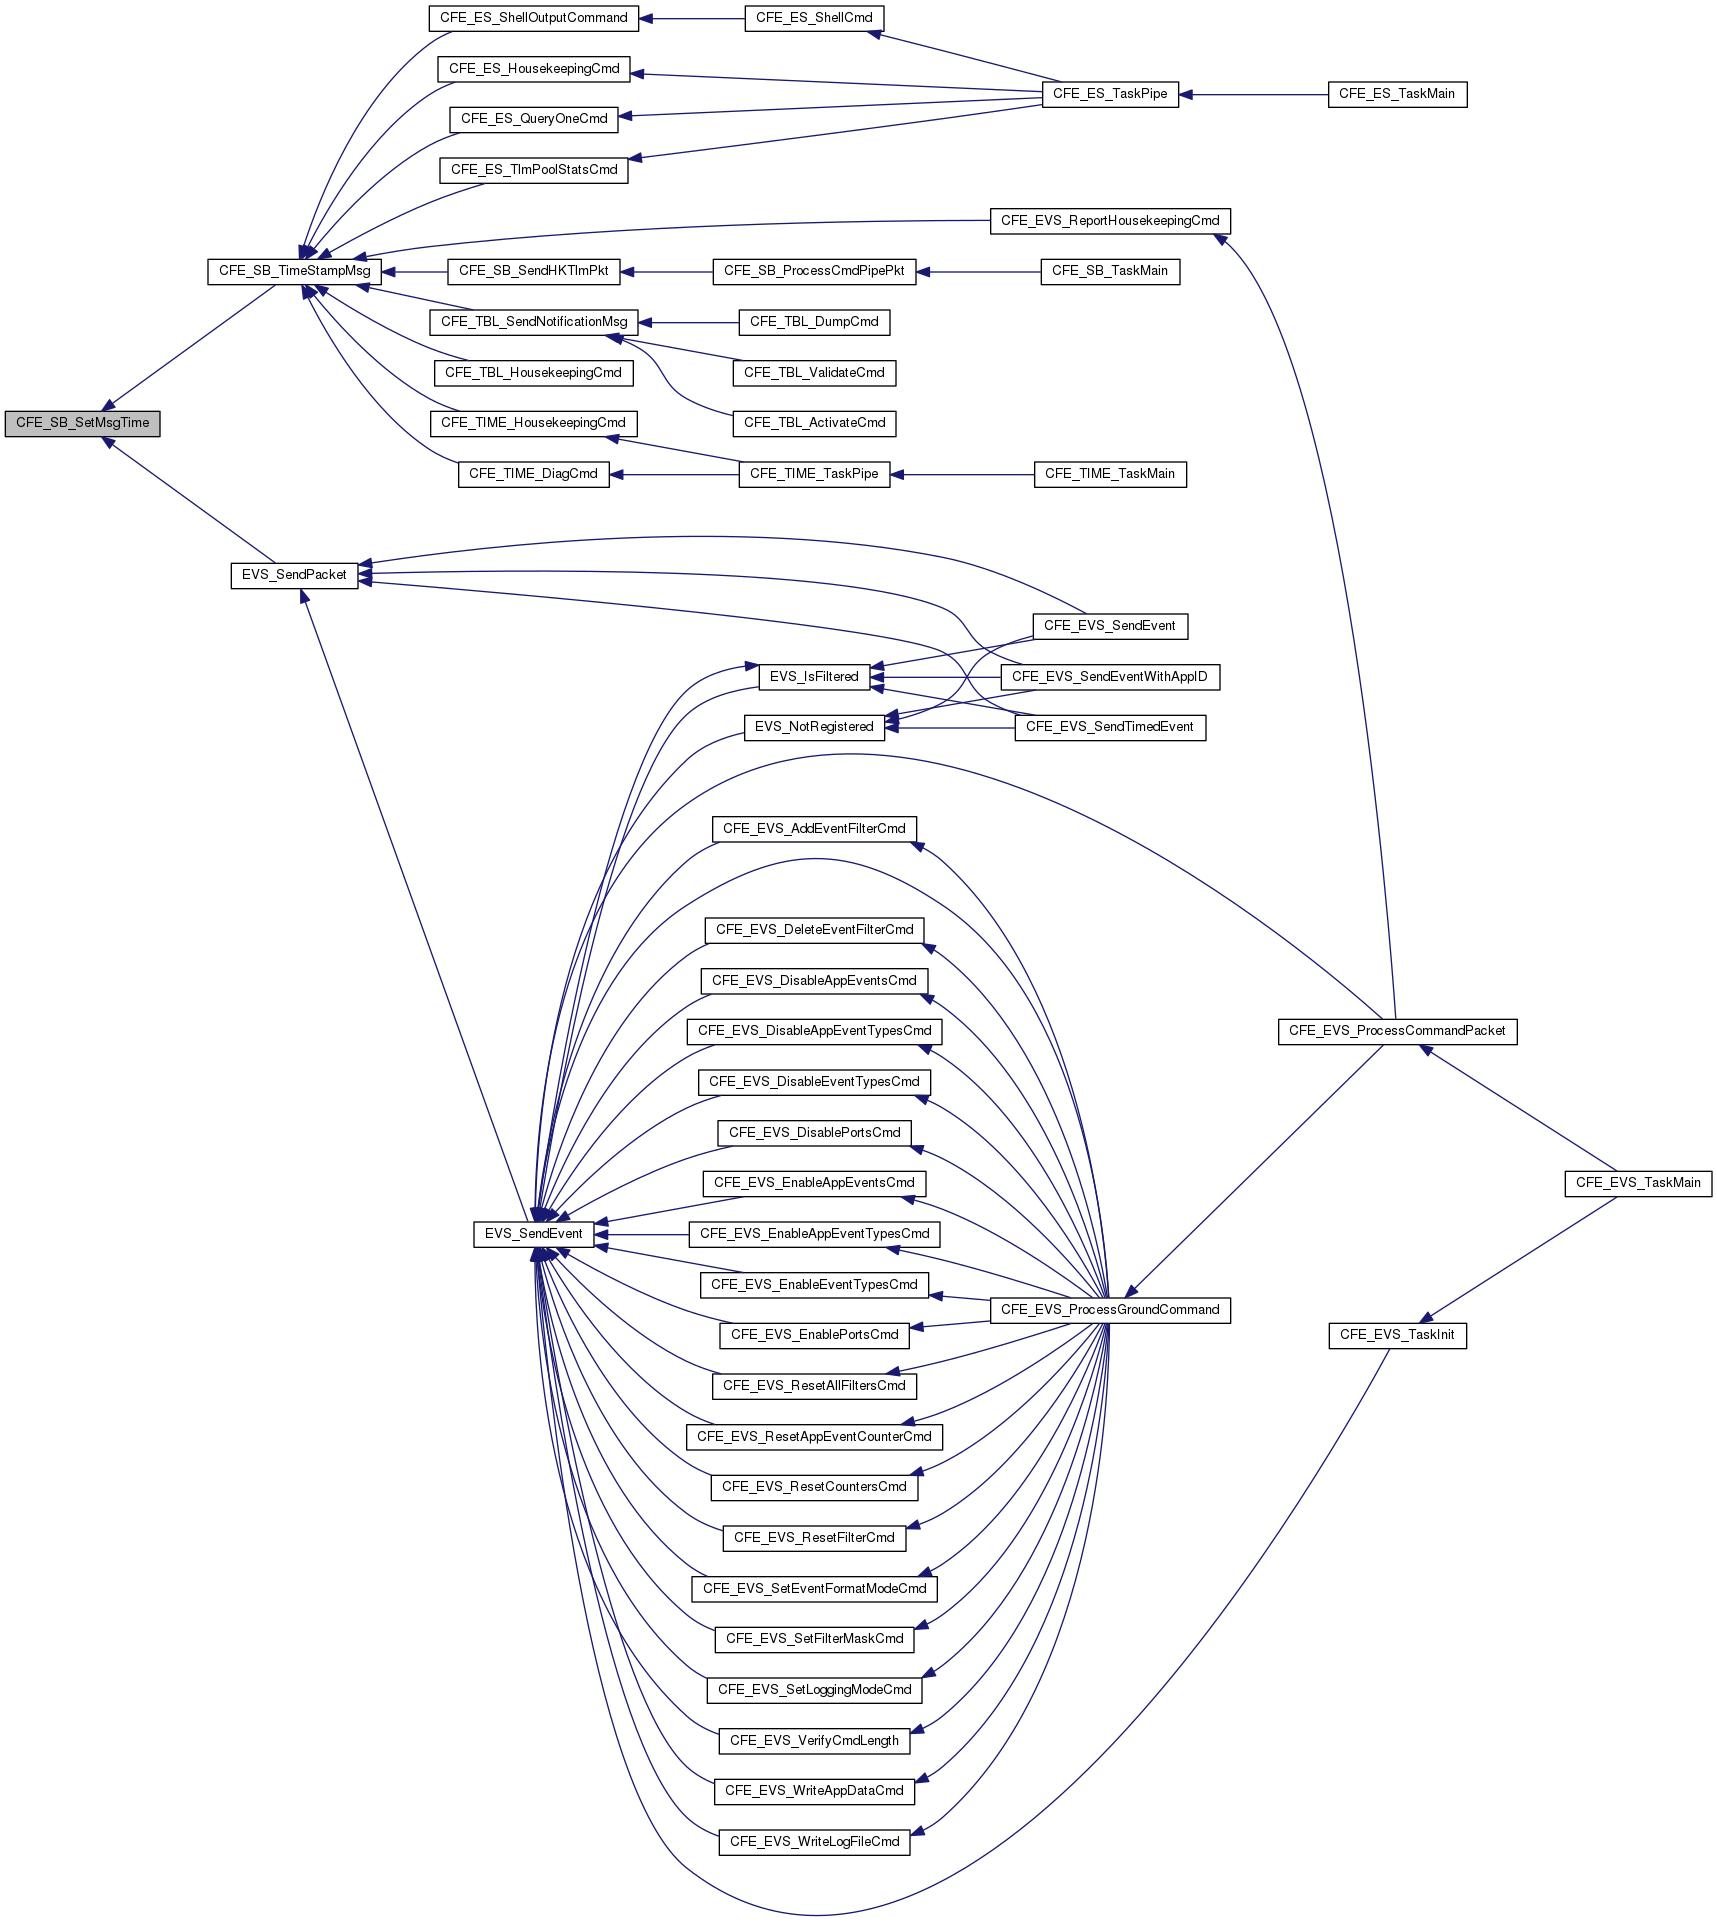 CFE_ES_ShellOutputCommand
CFE_ES_ShellCmd
CFE_ES_HousekeepingCmd
CFE_ES_TaskPipe
CFE_ES_TaskMain
CFE_ES_QueryOneCmd
CFE_ES_TlmPoolStatsCmd
CFE_EVS_ReportHousekeepingCmd
CFE_SB_TimeStampMsg
CFE_SB_SendHKTlmPkt
CFE_SB_ProcessCmdPipePkt
CFE_SB_TaskMain
CFE_TBL_SendNotificationMsg
CFE_TBL_DumpCmd
CFE_TBL_HousekeepingCmd
CFE_TBL_ValidateCmd
CFE_SB_SetMsgTime
CFE_TIME_HousekeepingCmd
CFE_TBL_ActivateCmd
CFE_TIME_DiagCmd
CFE_TIME_TaskPipe
CFE_TIME_TaskMain
EVS_SendPacket
CFE_EVS_SendEvent
EVS_IsFiltered
CFE_EVS_SendEventWithAppID
EVS_NotRegistered
CFE_EVS_SendTimedEvent
CFE_EVS_AddEventFilterCmd
CFE_EVS_DeleteEventFilterCmd
CFE_EVS_DisableAppEventsCmd
CFE_EVS_DisableAppEventTypesCmd
CFE_EVS_ProcessCommandPacket
CFE_EVS_DisableEventTypesCmd
CFE_EVS_DisablePortsCmd
CFE_EVS_EnableAppEventsCmd
CFE_EVS_TaskMain
EVS_SendEvent
CFE_EVS_EnableAppEventTypesCmd
CFE_EVS_EnableEventTypesCmd
CFE_EVS_ProcessGroundCommand
CFE_EVS_EnablePortsCmd
CFE_EVS_TaskInit
CFE_EVS_ResetAllFiltersCmd
CFE_EVS_ResetAppEventCounterCmd
CFE_EVS_ResetCountersCmd
CFE_EVS_ResetFilterCmd
CFE_EVS_SetEventFormatModeCmd
CFE_EVS_SetFilterMaskCmd
CFE_EVS_SetLoggingModeCmd
CFE_EVS_VerifyCmdLength
CFE_EVS_WriteAppDataCmd
CFE_EVS_WriteLogFileCmd